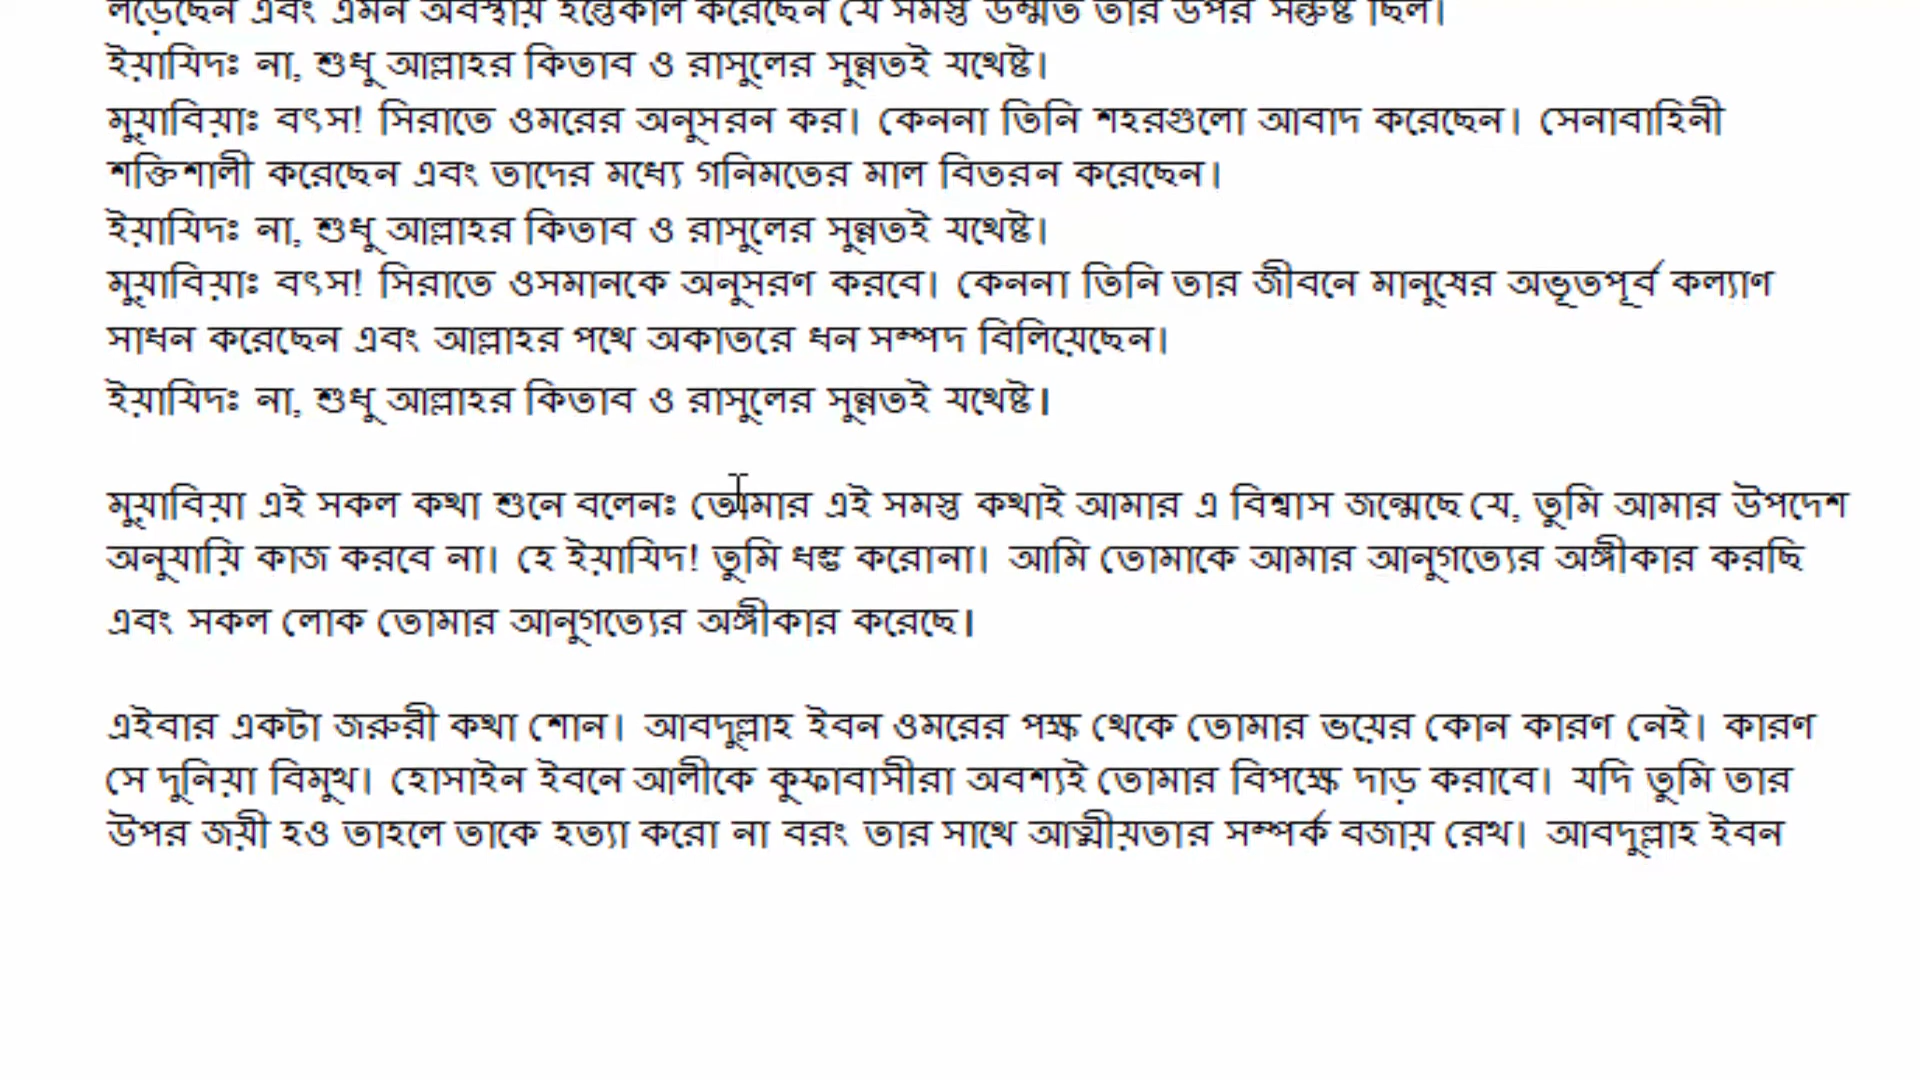 লড়েছেন এবং এমন অবস্থায় ইন্তেকাল করেছেন যে সমস্ত উম্মত তার উপর সন্তুষ্ট ছিল।
ইয়াযিদঃ না, শুধু আল্লাহর কিতাব ও রাসুলের সুন্নতই যথেষ্ট।
মুয়াবিয়াঃ বৎস! সিরাতে ওমরের অনুসরন কর। কেননা তিনি শহরগুলো আবাদ করেছেন। সেনাবাহিনী
শক্তিশালী করেছেন এবং তাদের মধ্যে গনিমতের মাল বিতরন করেছেন।
ইয়াযিদঃ না, শুধু আল্লাহর কিতাব ও রাসুলের সুন্নতই যথেষ্ট।
মুয়াবিয়াঃ বৎস! সিরাতে ওসমানকে অনুসরণ করবে। কেননা তিনি তার জীবনে মানুষের অভূতপূর্ব কল্যাণ
সাধন করেছেন এবং আল্লাহর পথে অকাতরে ধন সম্পদ বিলিয়েছেন।
ইয়াযিদঃ না, শুধু আল্লাহর কিতাব ও রাসুলের সুন্নতই যথেষ্ট।
মুয়াবিয়া এই সকল কথা শুনে বলেনঃ তোমার এই সমস্ত কথাই আমার এ বিশ্বাস জন্মেছে যে, তুমি আমার উপদেশ
অনুযায়ি কাজ করবে না। হে ইয়াযিদ! তুমি করোনা। আমি তোমাকে আমার আনুগত্যের অঙ্গীকার করছি
এবং সকল লোক তোমার আনুগত্যের অঙ্গীকার করেছে।
এইবার একটা জরুরী কথা শোন। আবদুল্লাহ ইবন ওমরের পক্ষ থেকে তোমার ভয়ের কোন কারণ নেই। কারণ
সে দুনিয়া বিমুখ। হোসাইন ইবনে আলীকে কুফাবাসীরা অবশ্যই তোমার বিপক্ষে দাড় করাবে। যদি তুমি তার
উপর জয়ী হও তাহলে তাকে হত্যা করো না বরং তার সাথে আত্মীয়তার সম্পর্ক বজায় রেখ। আবদুল্লাহ ইবন